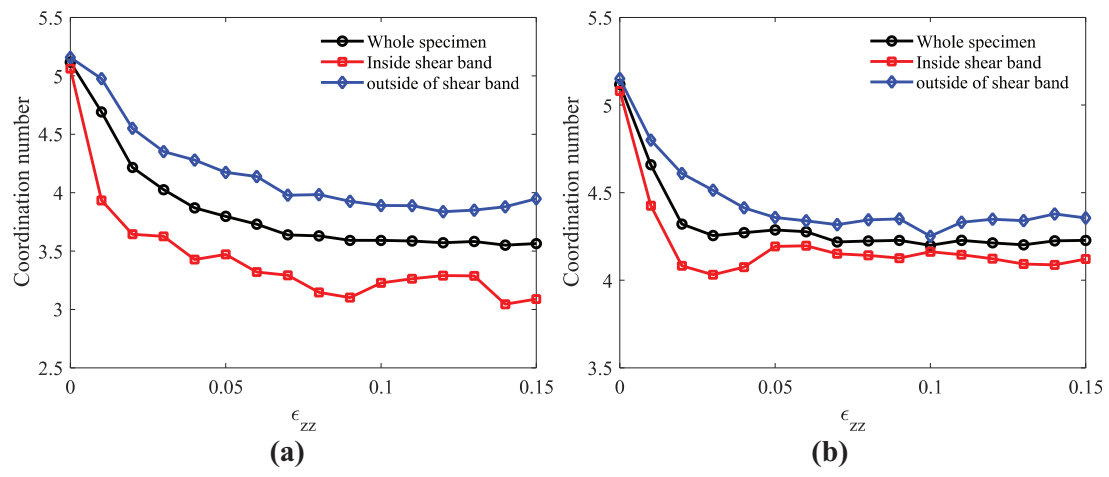 5.5
5
4.5
4
3.5
3
2.5
Coordination number
Whole specimen
Inside shear band
outside of shear band
0
0.05
0.1
0.15
ϵzz
(a)
5.5
5
4.5
4
3.5
Coordination number
Whole specimen
Inside shear band
outside of shear band
0
0.05
0.1
0.15
ϵzz
(b)